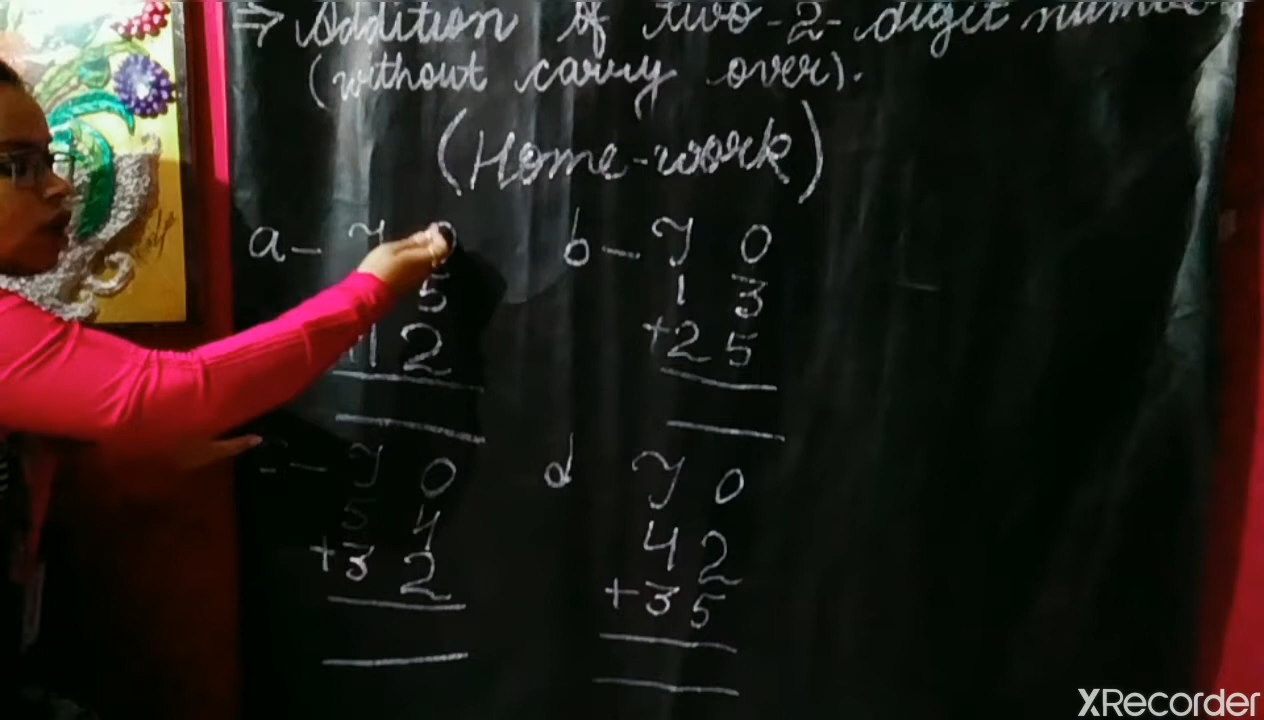 ⇒ Addition of two-2-digit number
(without carry over).
(Home-work)
a- T O b- T O
5 1 3
1 2 +2 5
- T O d T O
5 4 4 2
+3 2 +3 5
XRecorder